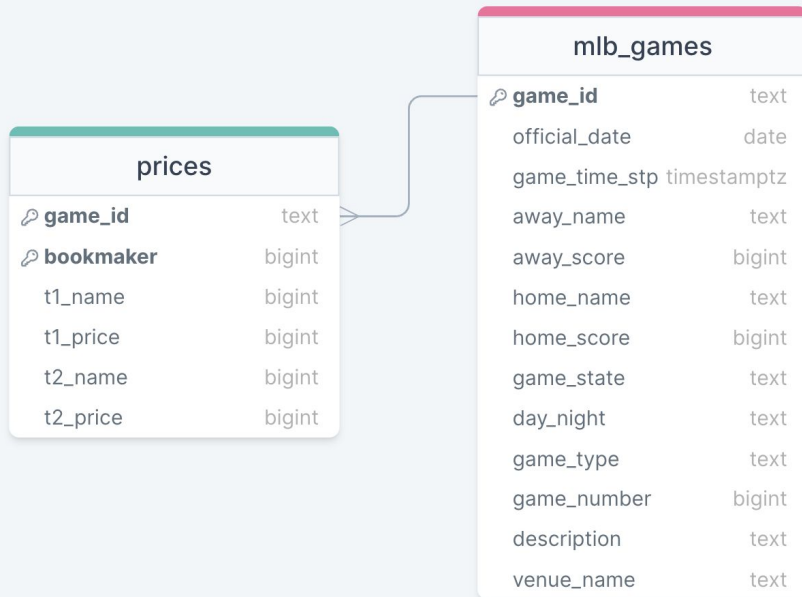 prices
game_id text
bookmaker bigint
t1_name bigint
t1_price bigint
t2_name bigint
t2_price bigint
mlb_games
game_id text
official_date date
game_time_stp timestamptz
away_name text
away_score bigint
home_name text
home_score bigint
game_state text
day_night text
game_type text
game_number bigint
description text
venue_name text